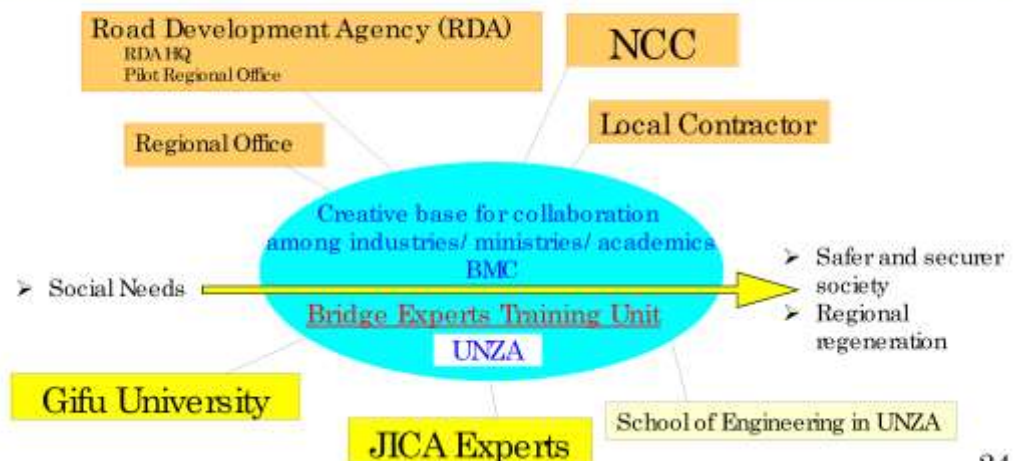 Road Development Agency (RDA)
RDA HQ
Pilot Regional Office
NCC
Local Contractor
Regional Office
Creative base for collaboration
among industries/ ministries/ academics
BMC
➢ Social Needs
Bridge Experts Training Unit
UNZA
➢ Safer and securer
society
➢ Regional
regeneration
Gifu University
JICA Experts
School of Engineering in UNZA